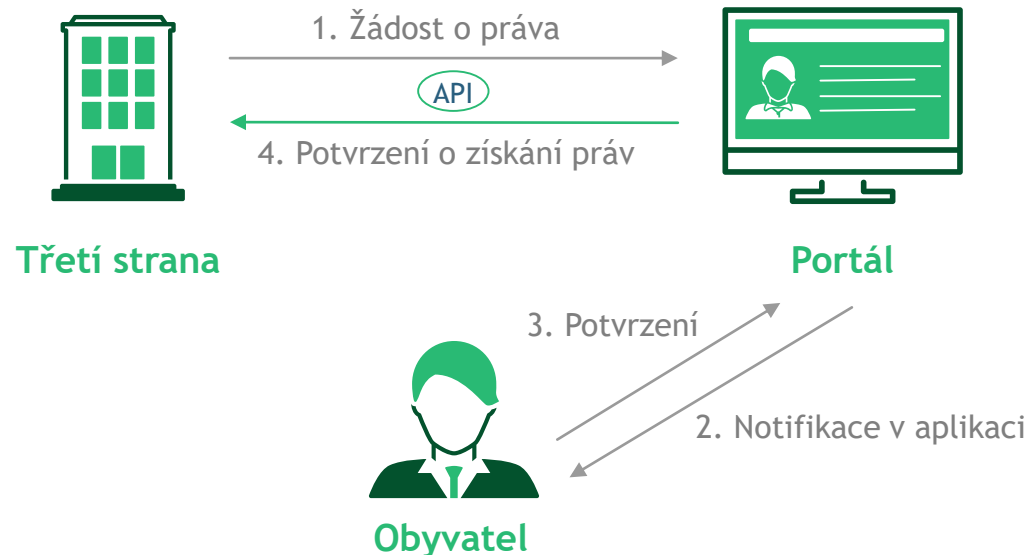 1. Žádost o práva
API
4. Potvrzení o získání práv
Třetí strana
Portál
3. Potvrzení
2. Notifikace v aplikaci
Obyvatel